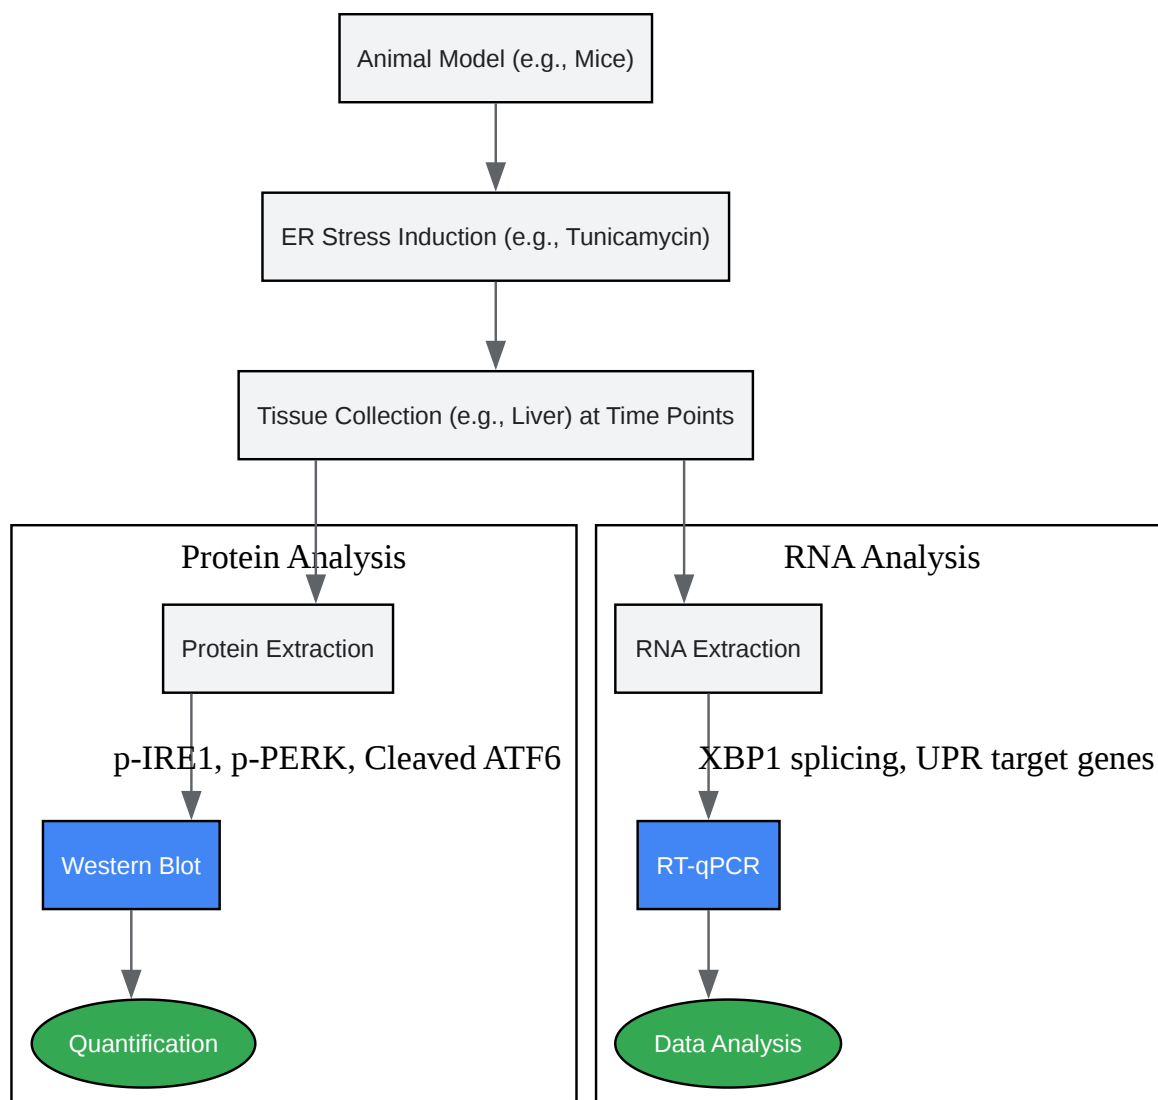 Animal Model (e.g., Mice)
ER Stress Induction (e.g., Tunicamycin)
Tissue Collection (e.g., Liver) at Time Points
Protein Analysis
Protein Extraction
p-IRE1, p-PERK, Cleaved ATF6
Western Blot
Quantification
RNA Analysis
RNA Extraction
XBP1 splicing, UPR target genes
RT-qPCR
Data Analysis